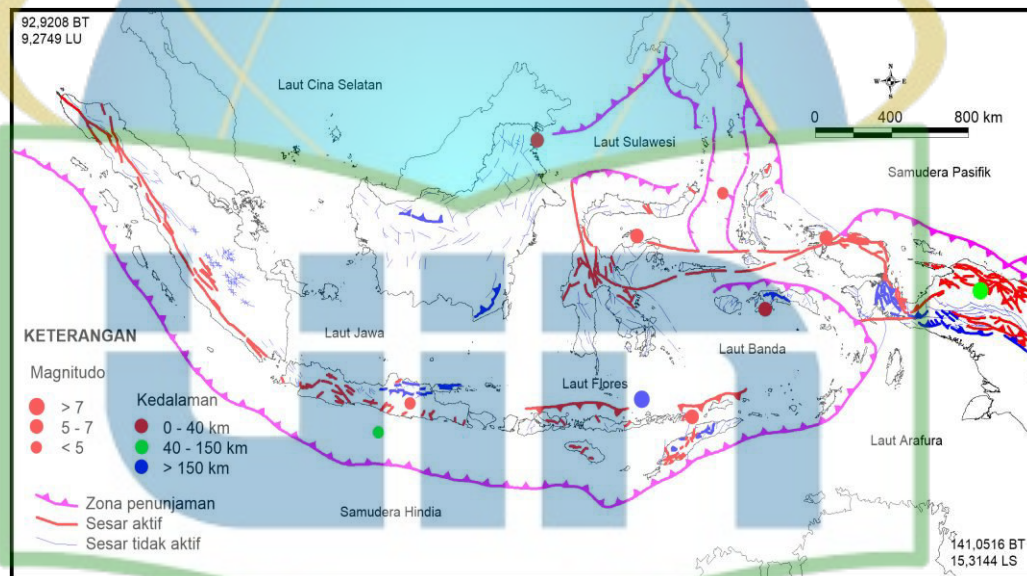 92,9208 BT
9,2749 LU
Laut Cina Selatan
Laut Sulawesi
N
W E
S
0 400 800 km
Samudera Pasifik
Laut Jawa
Laut Banda
Laut Flores
Laut Arafura
Samudera Hindia
KETERANGAN
Magnitudo
> 7
5 - 7
< 5
Kedalaman
0 - 40 km
40 - 150 km
> 150 km
Zona penunjaman
Sesar aktif
Sesar tidak aktif
141,0516 BT
15,3144 LS